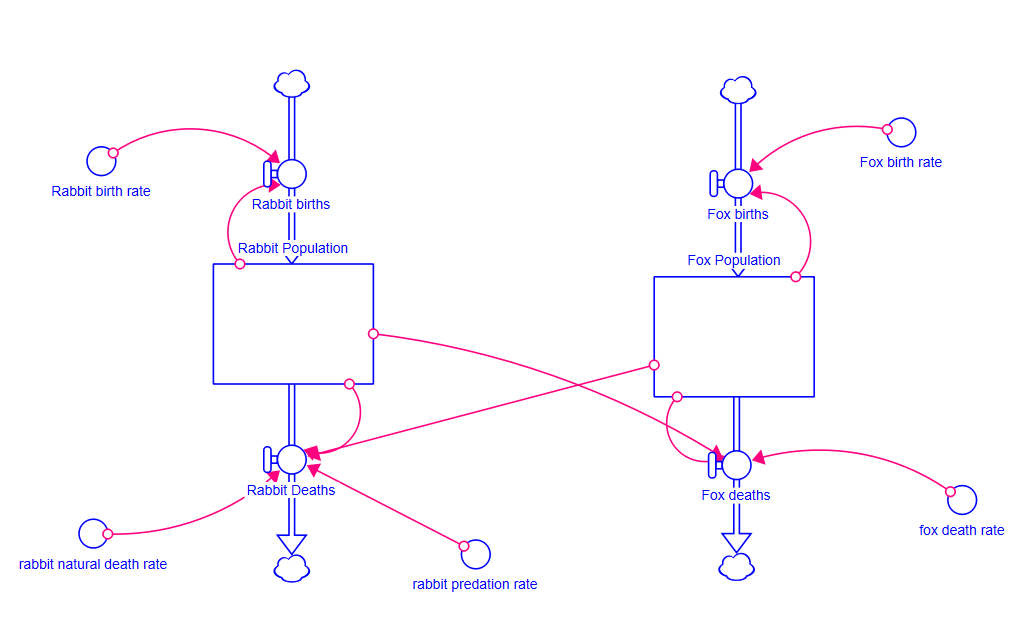 Rabbit birth rate
Rabbit births
Rabbit Population
Fox birth rate
Fox births
Fox Population
Rabbit Deaths
rabbit natural death rate
rabbit predation rate
Fox deaths
fox death rate